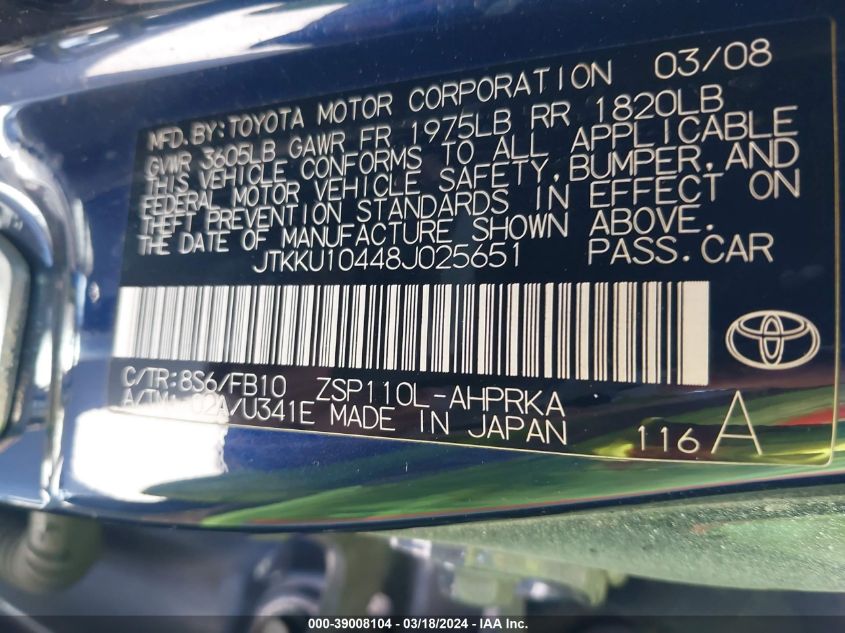 MFD.BY:TOYOTA MOTOR CORPORATION 03/08
GVWR 3605LB GAWR FR 1975LB RR 1820LB
THIS VEHICLE CONFORMS TO ALL APPLICABLE
FEDERAL MOTOR VEHICLE SAFETY, BUMPER, AND
THEFT PREVENTION STANDARDS IN EFFECT ON
THE DATE OF MANUFACTURE SHOWN ABOVE.
JTKKU10448J025651 PASS.CAR
C/TR:8S6/FB10 ZSP110L-AHPRKA
A/TM:-02A/U341E MADE IN JAPAN
116 A
000-39008104 - 03/18/2024 - IAA Inc.